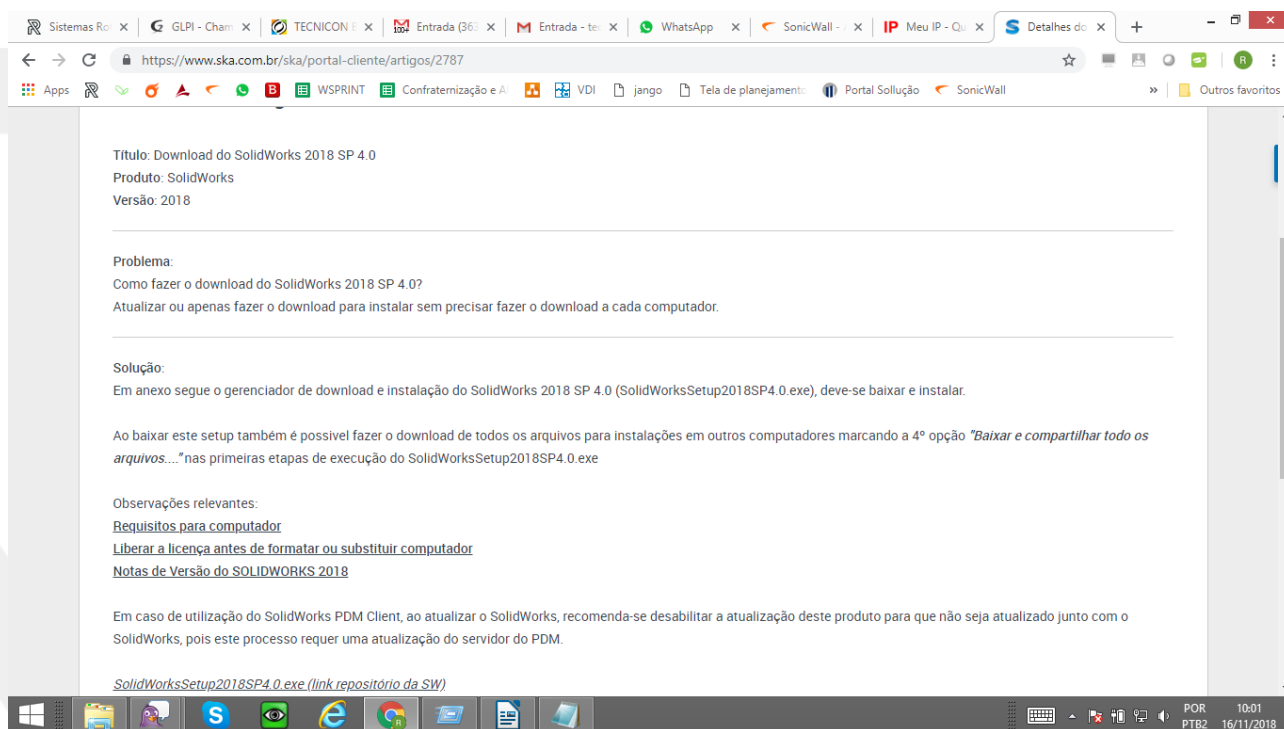 Sistemas Ro
GLPI - Cham
TECNICON
Entrada (363
Entrada - tec
WhatsApp
SonicWall -
IP Meu IP - Qu
Detalhes do
https://www.ska.com.br/ska/portal-cliente/artigos/2787
Apps
WSPRINT
Confraternização e A
VDI
jango
Tela de planejamento
Portal Sollução
SonicWall
Outros favoritos
Título: Download do SolidWorks 2018 SP 4.0
Produto: SolidWorks
Versão: 2018
Problema:
Como fazer o download do SolidWorks 2018 SP 4.0?
Atualizar ou apenas fazer o download para instalar sem precisar fazer o download a cada computador.
Solução:
Em anexo segue o gerenciador de download e instalação do SolidWorks 2018 SP 4.0 (SolidWorksSetup2018SP4.0.exe), deve-se baixar e instalar.
Ao baixar este setup também é possivel fazer o download de todos os arquivos para instalações em outros computadores marcando a 4º opção "Baixar e compartilhar todo os
arquivos...." nas primeiras etapas de execução do SolidWorksSetup2018SP4.0.exe
Observações relevantes:
Requisitos para computador
Liberar a licença antes de formatar ou substituir computador
Notas de Versão do SOLIDWORKS 2018
Em caso de utilização do SolidWorks PDM Client, ao atualizar o SolidWorks, recomenda-se desabilitar a atualização deste produto para que não seja atualizado junto com o
SolidWorks, pois este processo requer uma atualização do servidor do PDM.
SolidWorksSetup2018SP4.0.exe (link repositório da SW)
POR
PTB2
10:01
16/11/2018